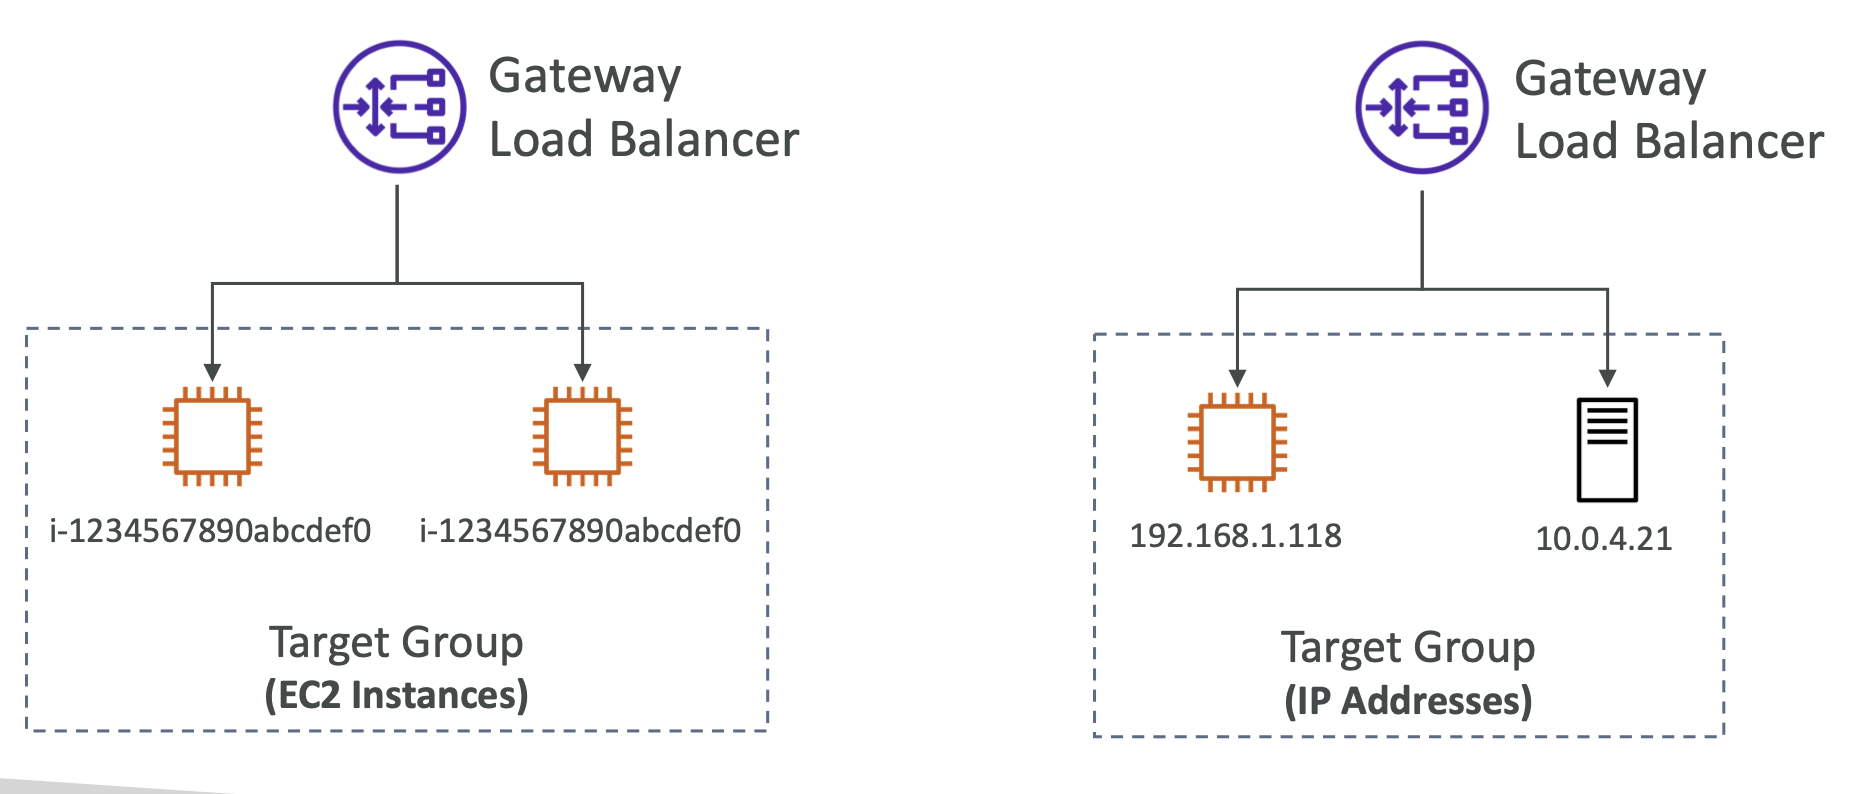 Gateway
Load Balancer
i-1234567890abcdef0
i-1234567890abcdef0
Target Group
(EC2 Instances)
Gateway
Load Balancer
192.168.1.118
10.0.4.21
Target Group
(IP Addresses)